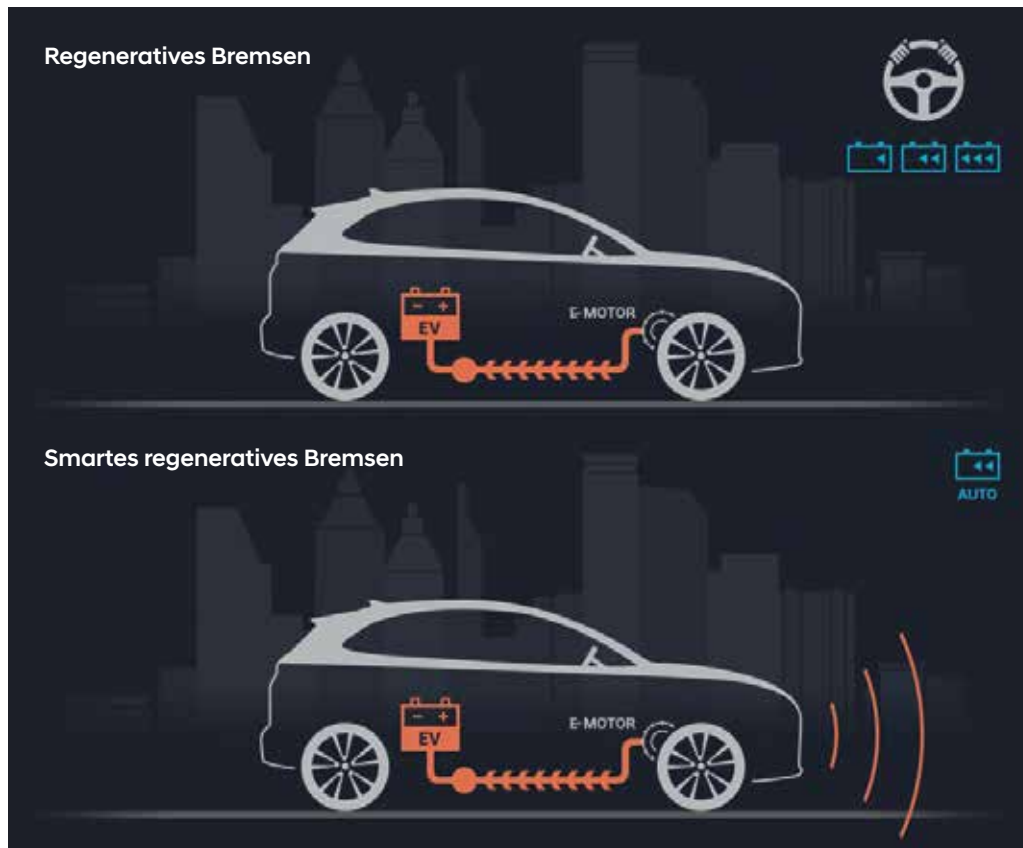 Regeneratives Bremsen
- +
EV
E-MOTOR
Smartes regeneratives Bremsen
AUTO
- +
EV
E-MOTOR